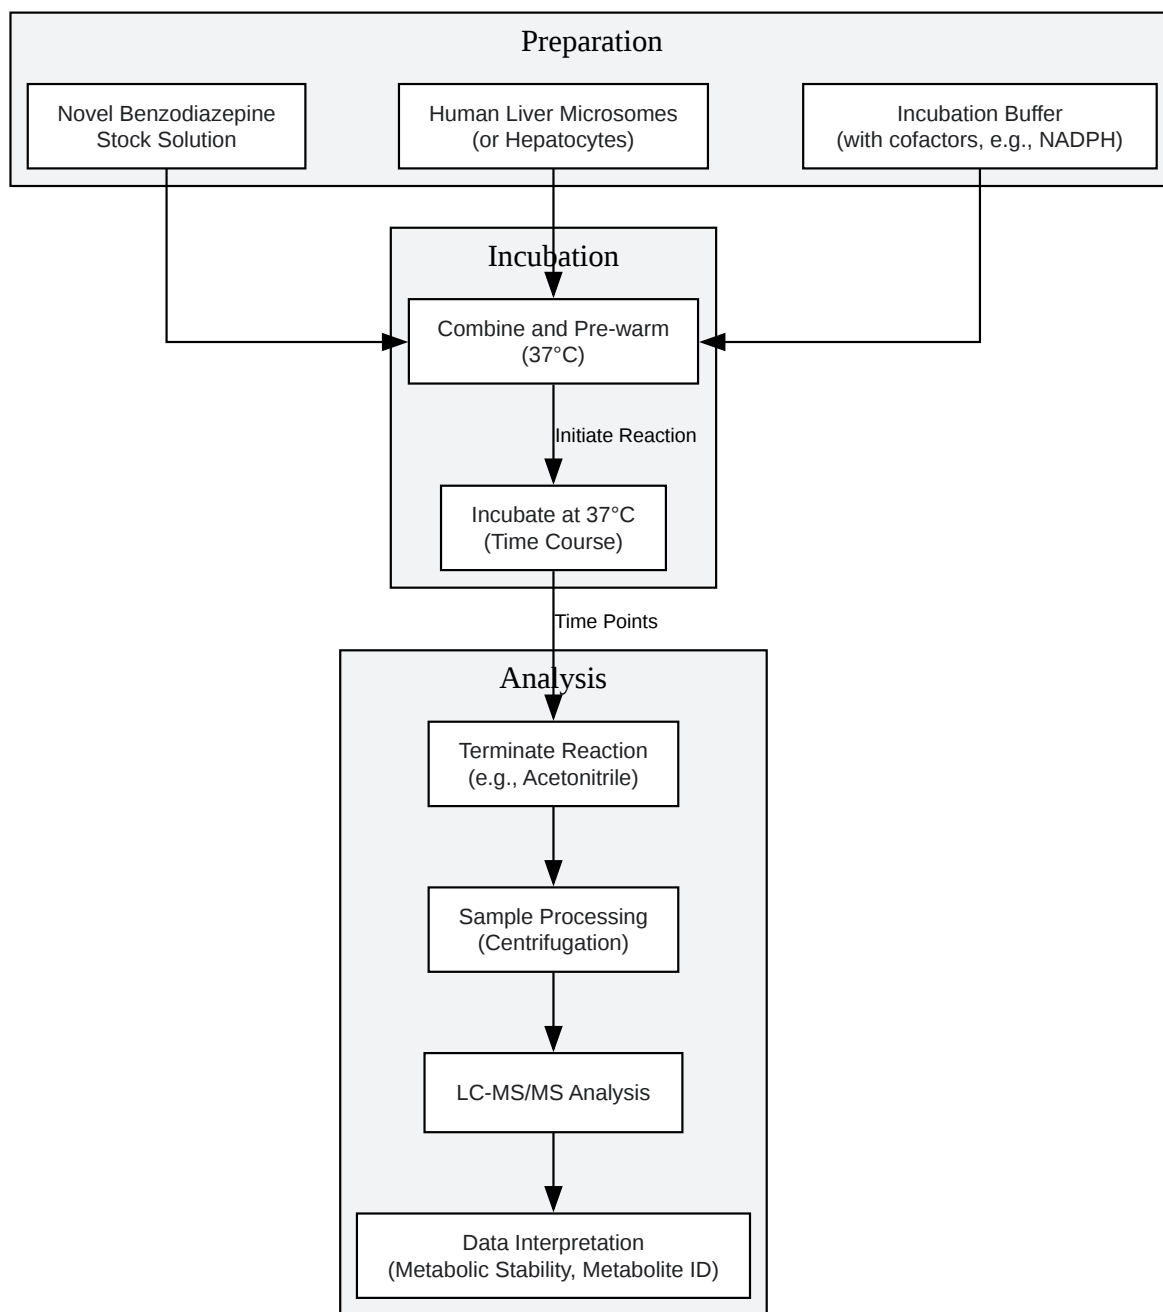 Preparation
Novel Benzodiazepine
Stock Solution
Human Liver Microsomes
(or Hepatocytes)
Incubation Buffer
(with cofactors, e.g., NADPH)
Incubation
Combine and Pre-warm
(37°C)
Initiate Reaction
Incubate at 37°C
(Time Course)
Time Points
Analysis
Terminate Reaction
(e.g., Acetonitrile)
Sample Processing
(Centrifugation)
LC-MS/MS Analysis
Data Interpretation
(Metabolic Stability, Metabolite ID)